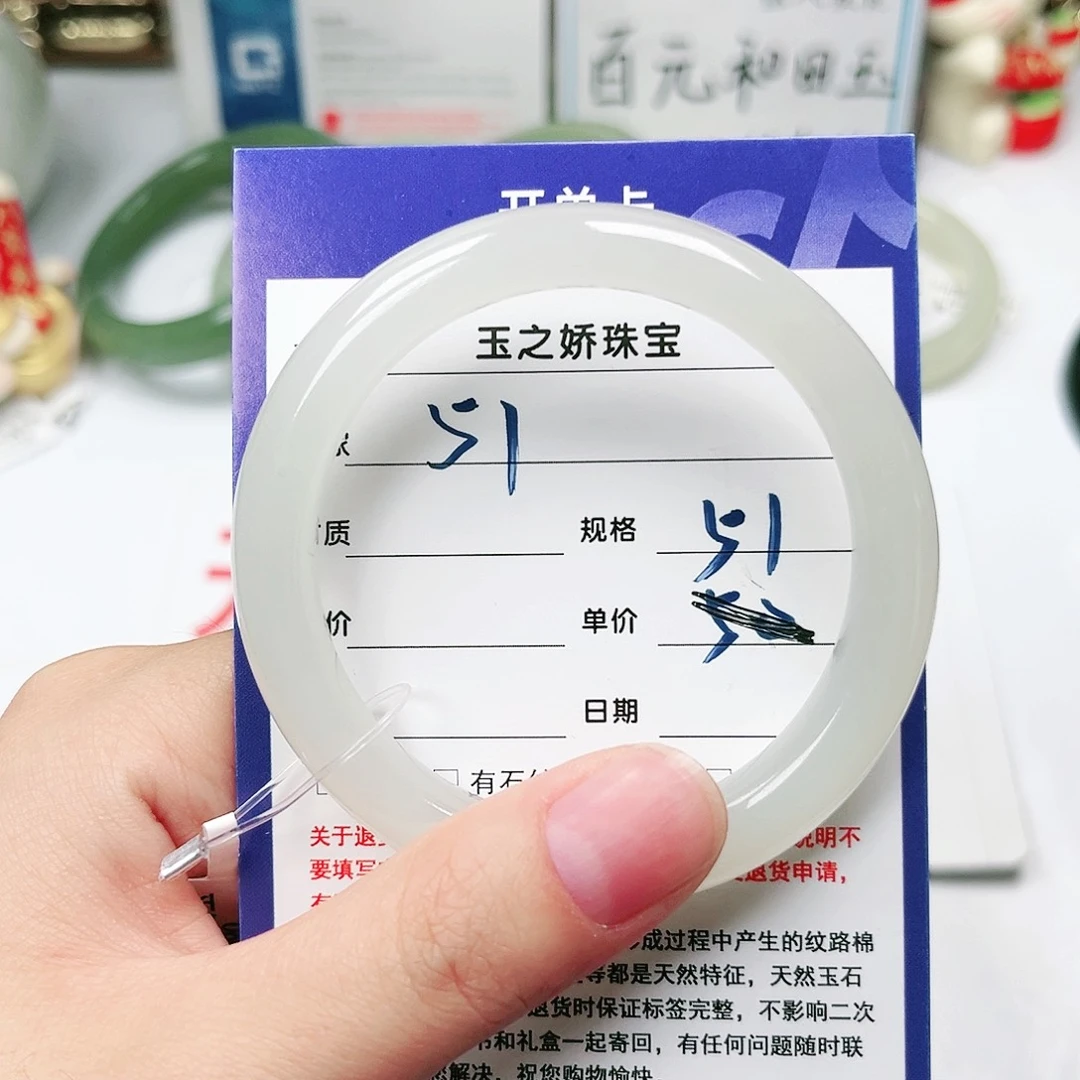 百元和田玉
开单卡
玉之娇珠宝
51
质 规格 51
价 单价
日期
有石
关于退 说明不
要填写 退货申请，
成过程中产生的纹路棉
等都是天然特征，天然玉石
退货时保证标签完整，不影响二次
和礼盒一起寄回，有任何问题随时联
您解决，祝您购物愉快